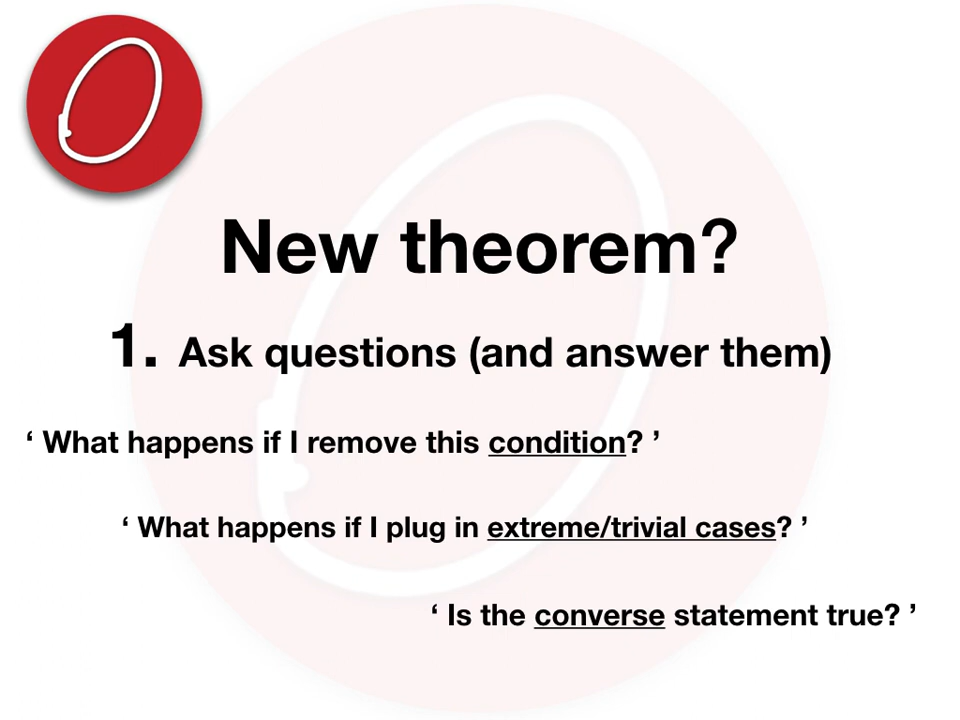 New theorem?
1. Ask questions (and answer them)
‘ What happens if I remove this condition? ’
‘ What happens if I plug in extreme/trivial cases? ’
‘ Is the converse statement true? ’